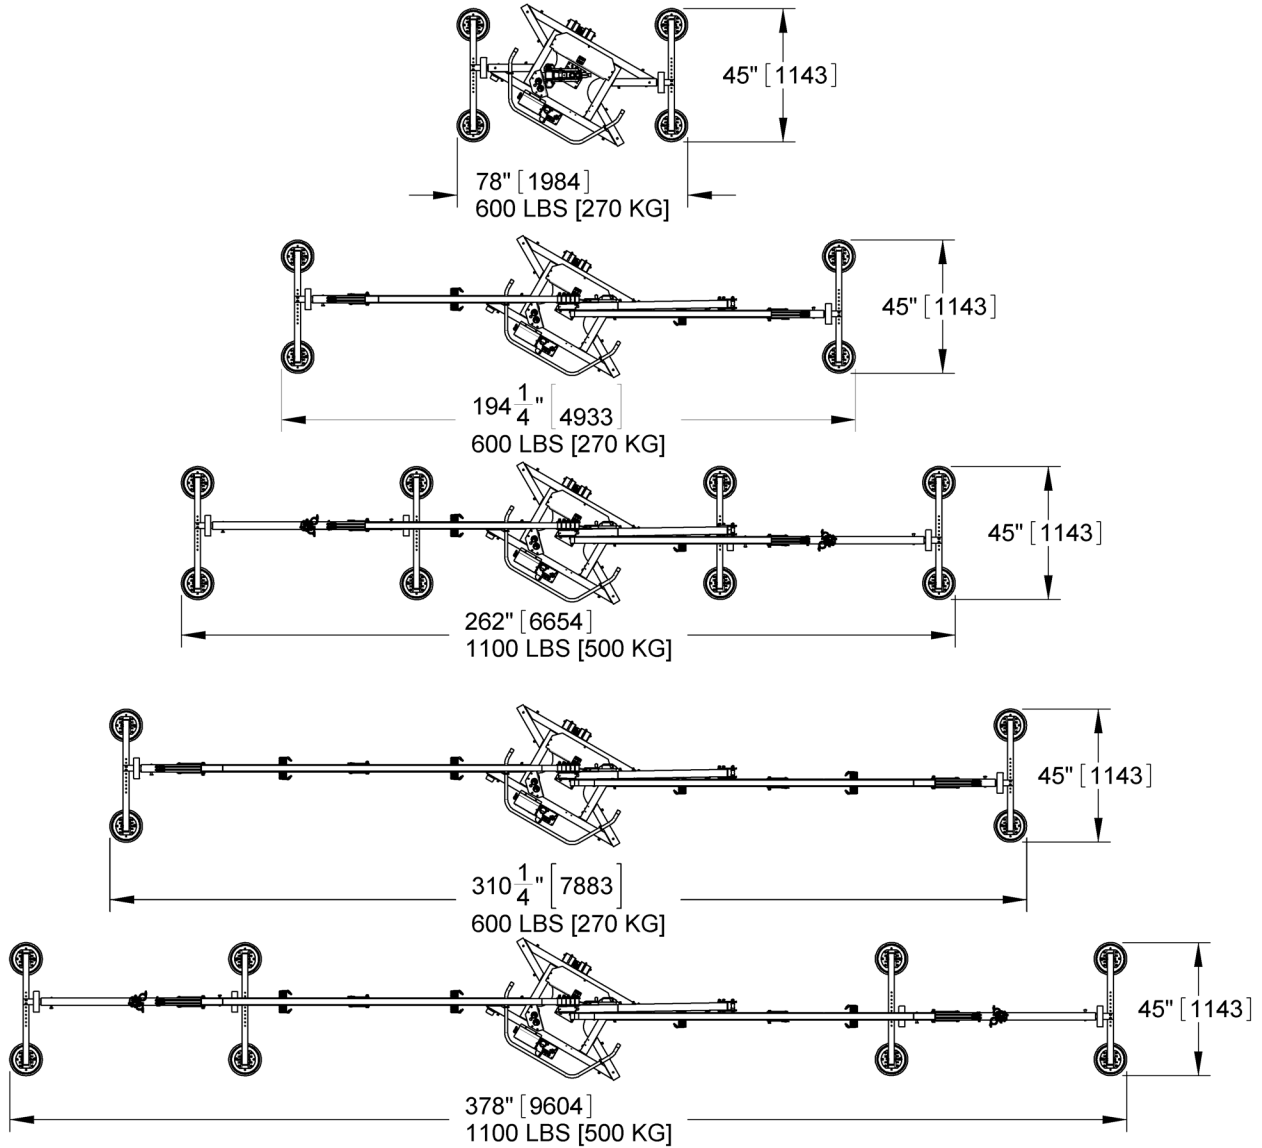 45" [1143]
78" [1984]
600 LBS [270 KG]
45" [1143]
194 1/4" [4933]
600 LBS [270 KG]
45" [1143]
262" [6654]
1100 LBS [500 KG]
45" [1143]
310 1/4" [7883]
600 LBS [270 KG]
45" [1143]
378" [9604]
1100 LBS [500 KG]